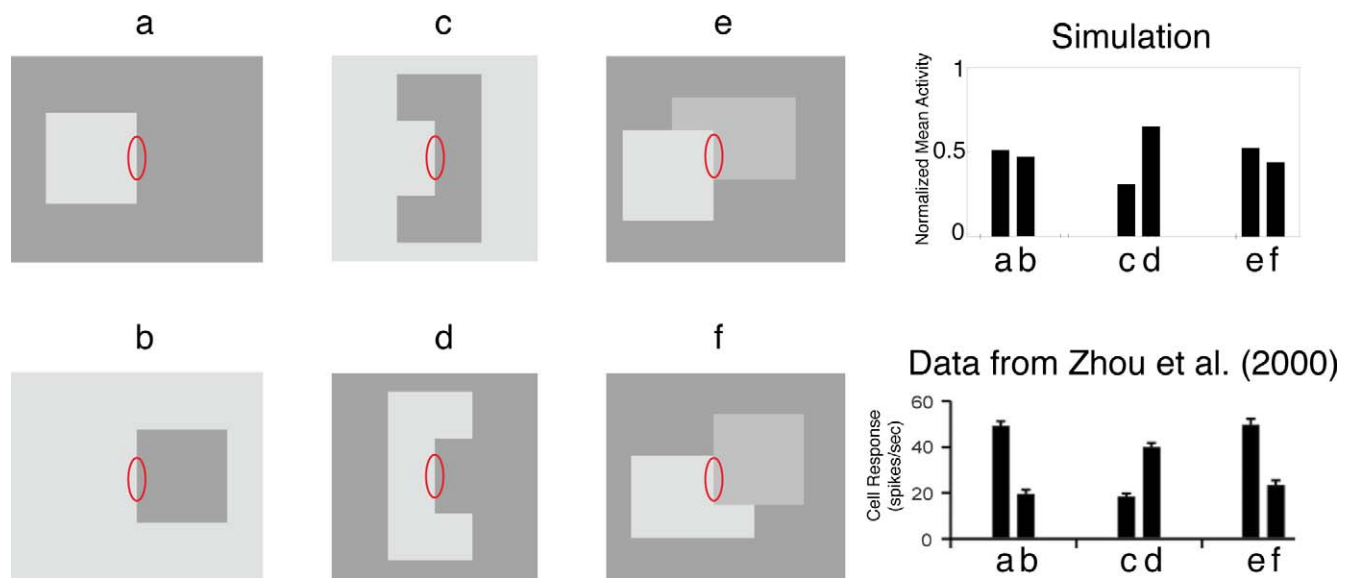 a
c
e
b
d
f
Simulation
Normalized Mean Activity
1
0.5
0
a b
c d
e f
Data from Zhou et al. (2000)
Cell Response
(spikes/sec)
60
40
20
0
a b
c d
e f